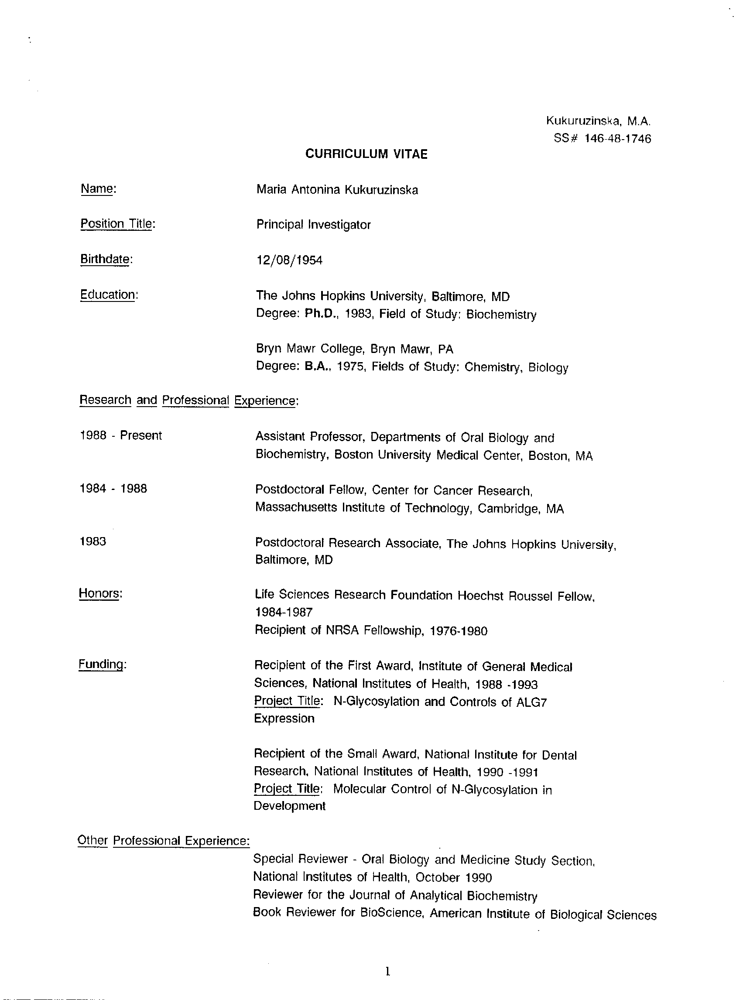 Kukuruzinska, M.A.
SS# 146-48-1746
CURRICULUM VITAE
Name: Maria Antonina Kukuruzinska
Position Title: Principal Investigator
Birthdate: 12/08/1954
Education: The Johns Hopkins University, Baltimore, MD
Degree: Ph.D., 1983, Field of Study: Biochemistry
Bryn Mawr College, Bryn Mawr, PA
Degree: B.A., 1975, Fields of Study: Chemistry, Biology
Research and Professional Experience:
1988 - Present Assistant Professor, Departments of Oral Biology and
Biochemistry, Boston University Medical Center, Boston, MA
1984 - 1988 Postdoctoral Fellow, Center for Cancer Research,
Massachusetts Institute of Technology, Cambridge, MA
1983 Postdoctoral Research Associate, The Johns Hopkins University,
Baltimore, MD
Honors: Life Sciences Research Foundation Hoechst Roussel Fellow,
1984-1987
Recipient of NRSA Fellowship, 1976-1980
Funding: Recipient of the First Award, Institute of General Medical
Sciences, National Institutes of Health, 1988 -1993
Project Title: N-Glycosylation and Controls of ALG7
Expression
Recipient of the Small Award, National Institute for Dental
Research, National Institutes of Health, 1990 -1991
Project Title: Molecular Control of N-Glycosylation in
Development
Other Professional Experience:
Special Reviewer - Oral Biology and Medicine Study Section,
National Institutes of Health, October 1990
Reviewer for the Journal of Analytical Biochemistry
Book Reviewer for BioScience, American Institute of Biological Sciences
1